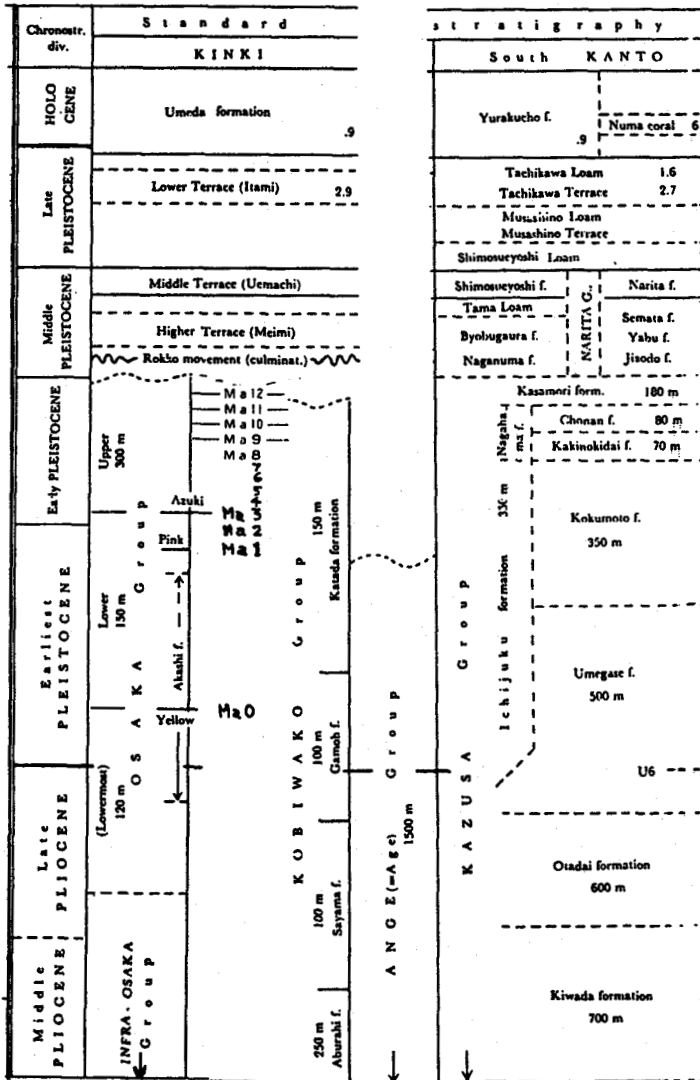 Chronostr.
div.
Standard
KINKI
stratigraphy
South KANTO
HOLO
CENE
Umeda formation
.9
Yurakucho f.
.9
Numa coral 6
Late
PLEISTOCENE
Lower Terrace (Itami) 2.9
Tachikawa Loam 1.6
Tachikawa Terrace 2.7
Musashino Loam
Musashino Terrace
Shimosueyoshi Loam
Middle
PLEISTOCENE
Middle Terrace (Uemachi)
Higher Terrace (Meimi)
Rokko movement (culminat.)
Shimosueyoshi f.
Tama Loam
Byobugaura f.
Naganuma f.
NARITA G.
Narita f.
Semata f.
Yabu f.
Jizodo f.
Early PLEISTOCENE
Upper
300 m
Ma 12
Ma 11
Ma 10
Ma 9
Ma 8
Azuki
Ma 3
Ma 2
Ma 1
Pink
Kasamori form. 180 m
Nagaha
ma f.
Chonan f. 80 m
Kakinokidai f. 70 m
Kokumoto f.
350 m
Earliest
PLEISTOCENE
Lower
150 m
OSAKA Group
Akashi f.
Yellow
Ma0
KOBIWAKO Group
150 m
Katada formation
100 m
Gamoh f.
Ichijuku formation 350 m
Umegase f.
500 m
U6
Late
PLIOCENE
(Lowermost)
120 m
100 m
Sayama f.
ANGE (=Age) Group
1500 m
KAZUSA Group
Otadai formation
600 m
Middle
PLIOCENE
INFRA-OSAKA
Group
250 m
Aburahi f.
Kiwada formation
700 m